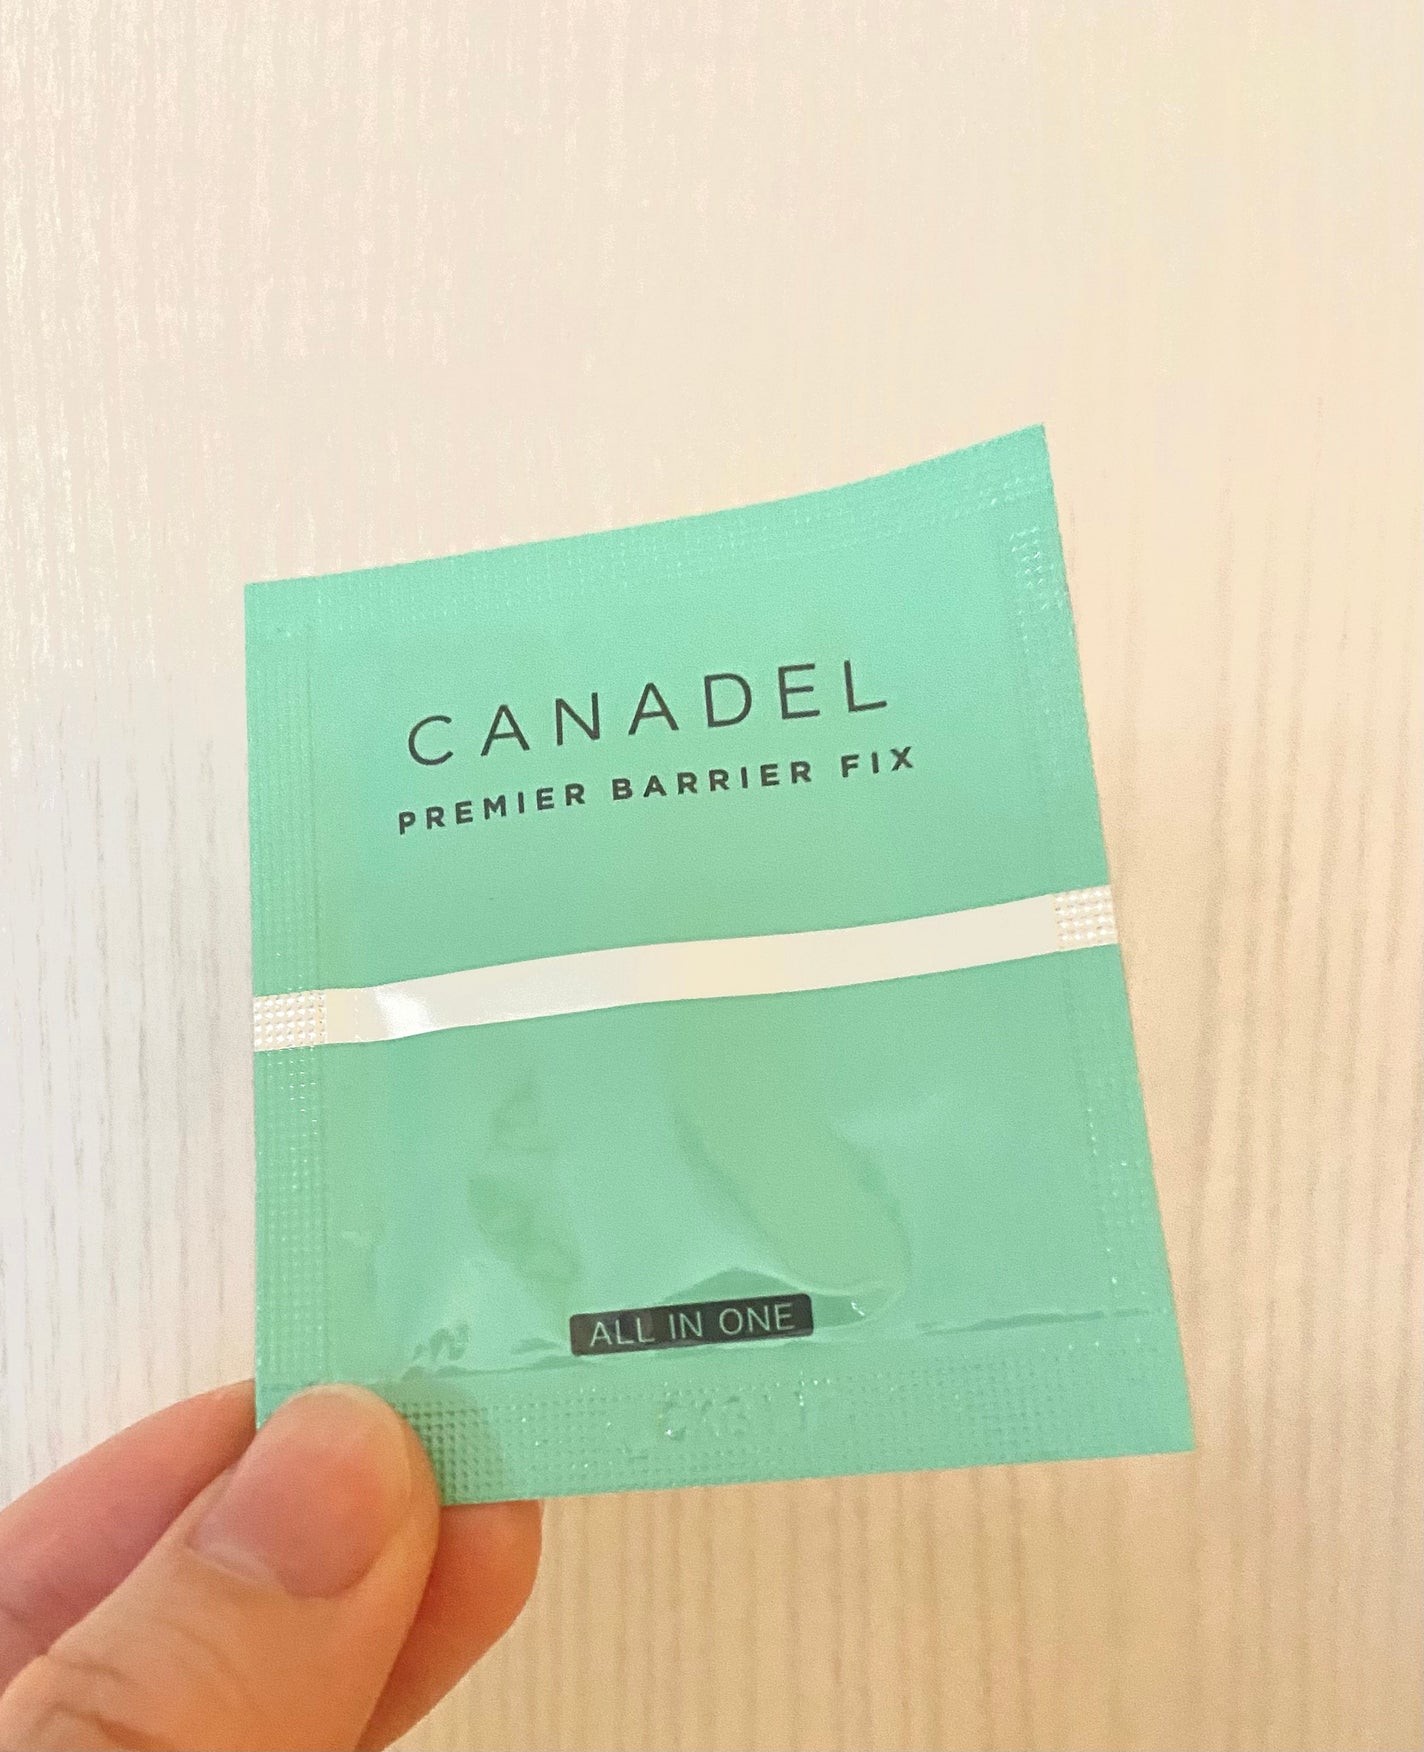 CANADEL
PREMIER BARRIER FIX
ALL IN ONE